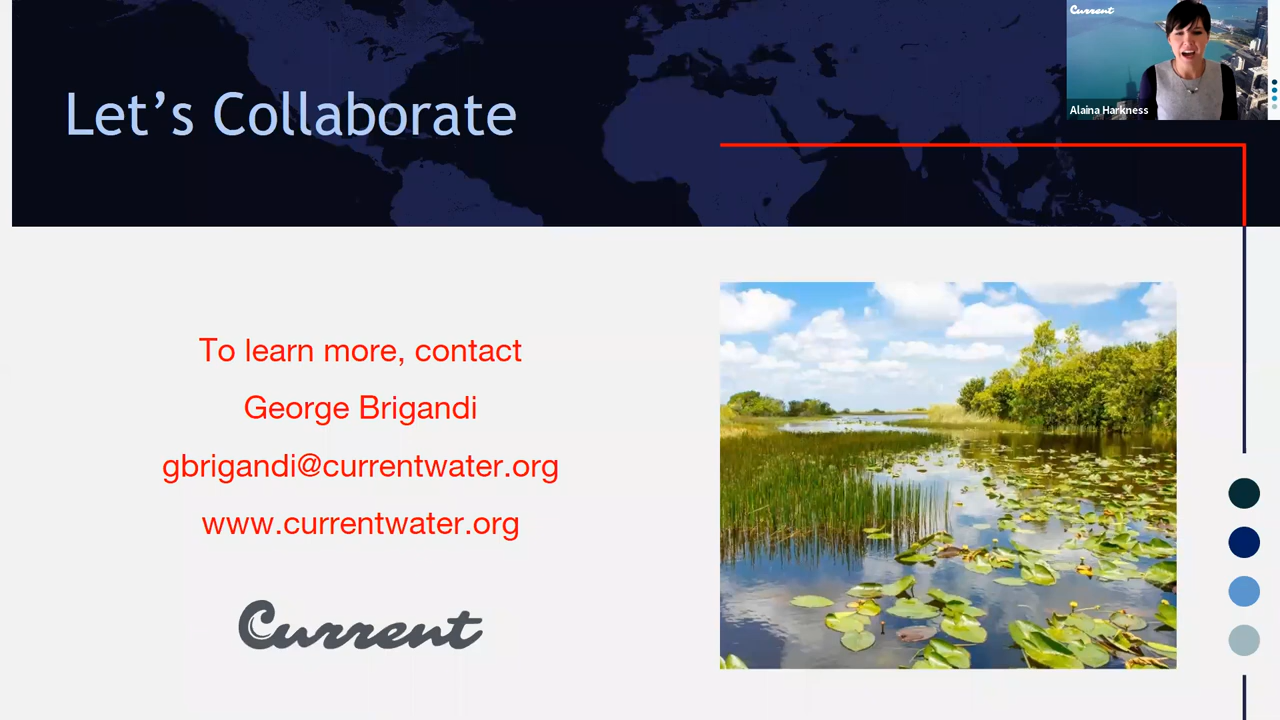 Let's Collaborate
Current
Alaina Harkness
To learn more, contact
George Brigandi
gbrigandi@currentwater.org
www.currentwater.org
Current